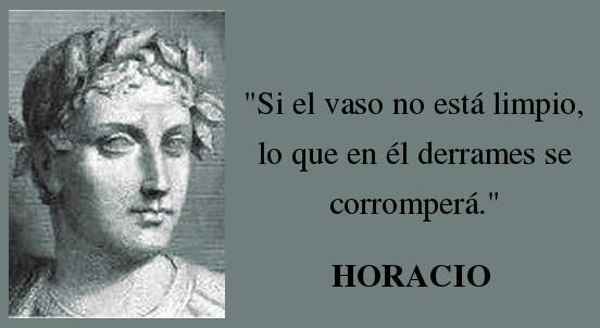 "Si el vaso no está limpio,
lo que en él derrames se
corromperá."
HORACIO